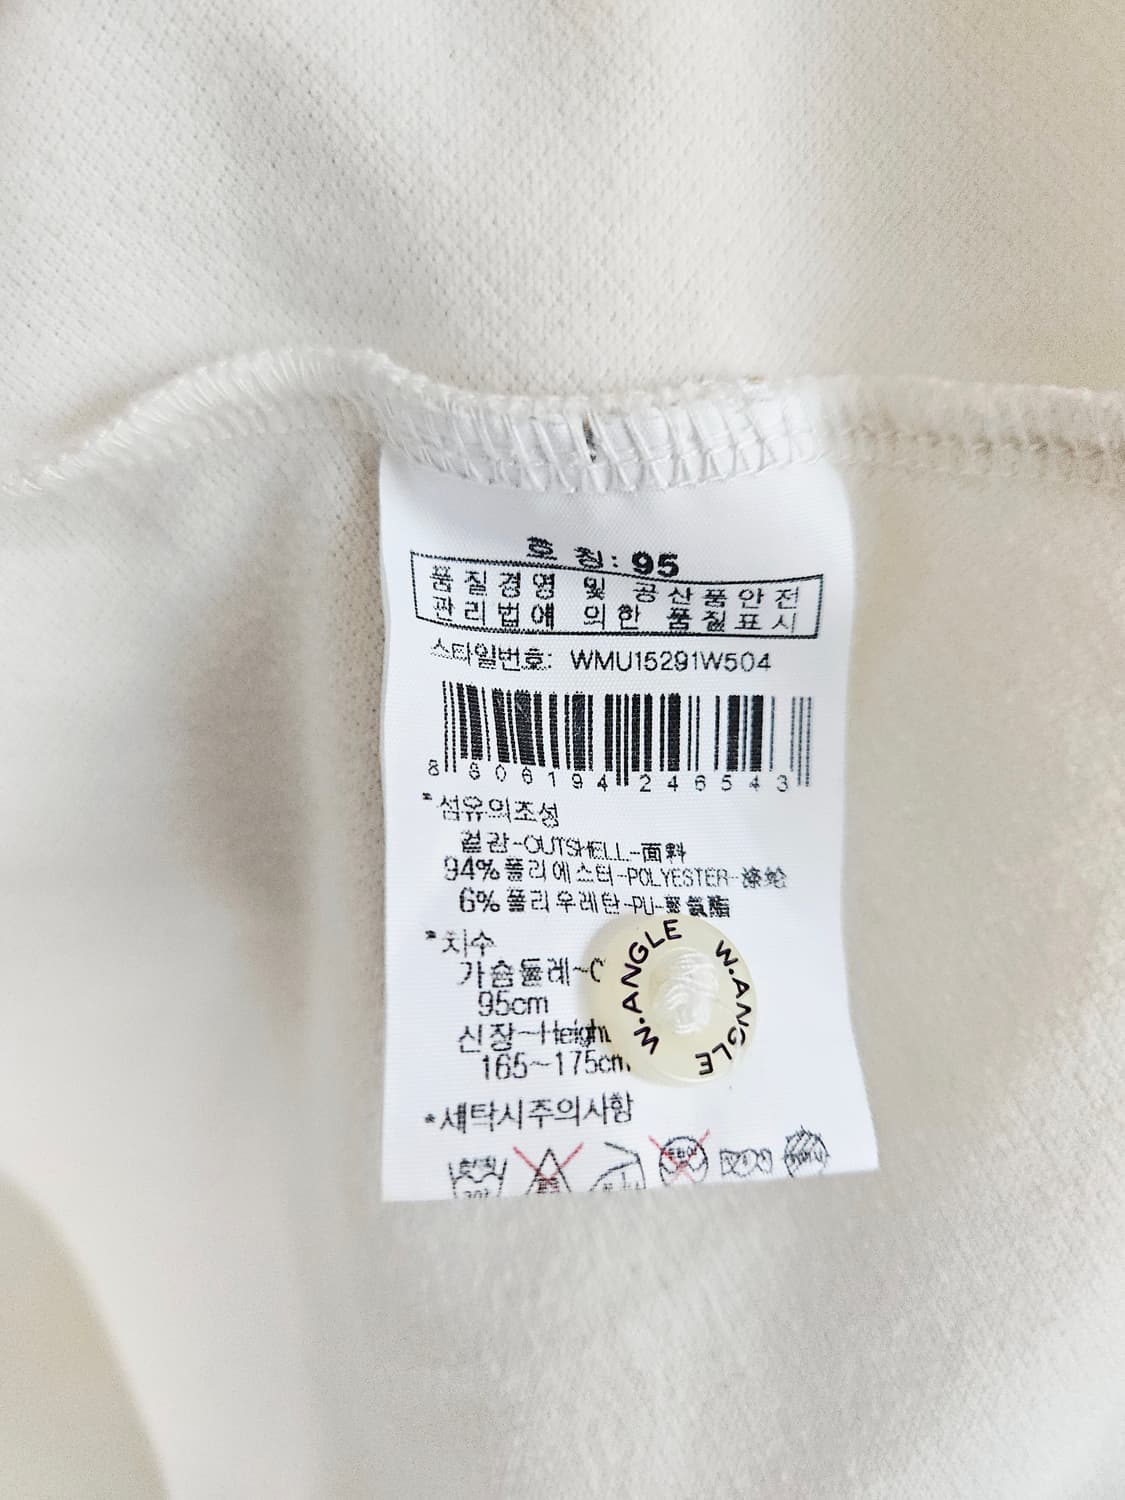 호 칭: 95
품질경영 및 공산품안전
관리법에 의한 품질표시
스타일번호: WMU15291W504
8 806194 246543
*섬유의조성
겉감-OUTSHELL-面料
94% 폴리에스터-POLYESTER-涤纶
6% 폴리우레탄-PU-聚氨酯
*치수
가슴둘레~C
95cm
신장~Height
165~175cm
W.ANGLE W.ANGLE
*세탁시주의사항